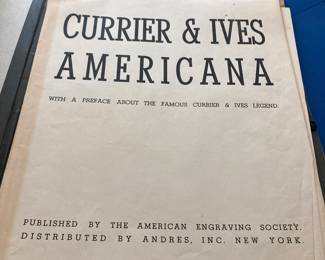 CURRIER & IVES
AMERICANA
WITH A PREFACE ABOUT THE FAMOUS CURRIER & IVES LEGEND.
PUBLISHED BY THE AMERICAN ENGRAVING SOCIETY.
DISTRIBUTED BY ANDRES, INC. NEW YORK.